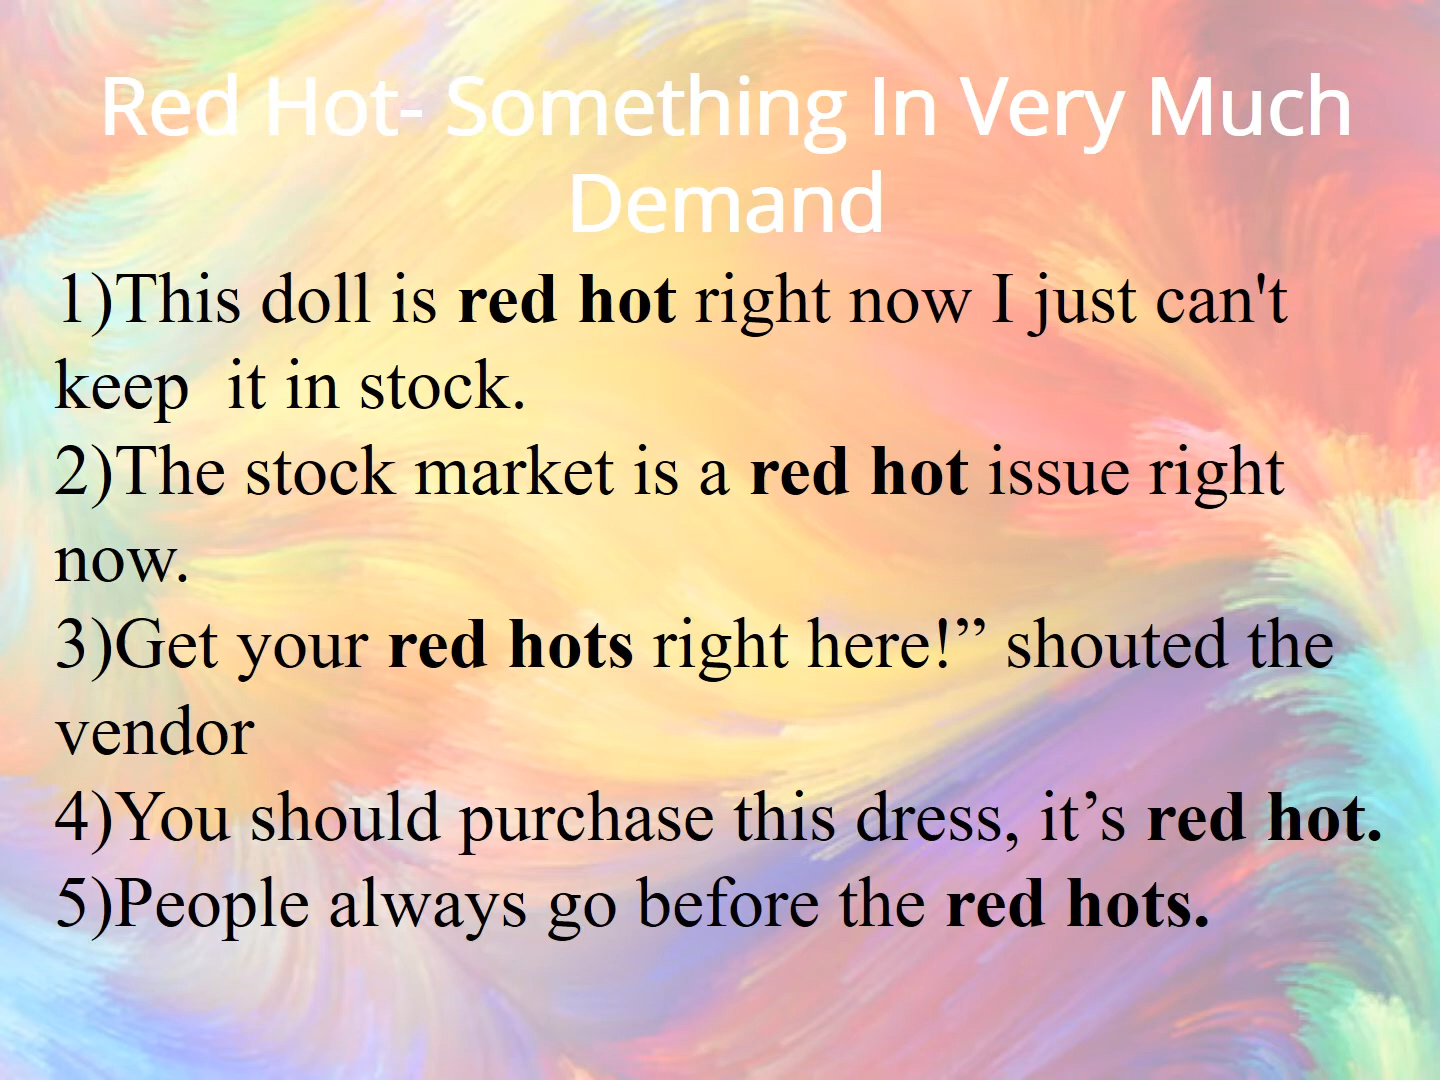 Red Hot- Something In Very Much
Demand
1)This doll is red hot right now I just can't
keep  it in stock.
2)The stock market is a red hot issue right
now.
3)Get your red hots right here!” shouted the
vendor
4)You should purchase this dress, it’s red hot.
5)People always go before the red hots.